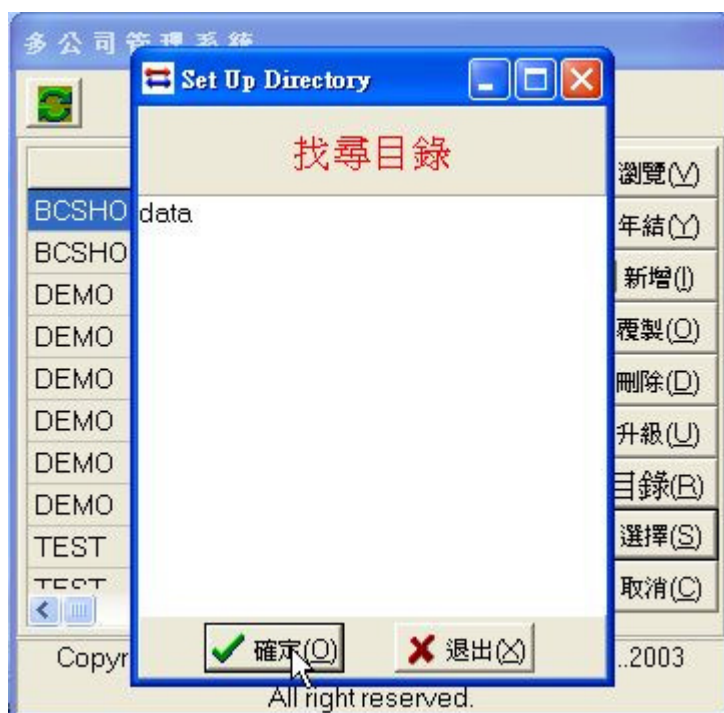 多公司管理系統
Set Up Directory
找尋目錄
data
BCSHO
BCSHO
DEMO
DEMO
DEMO
DEMO
DEMO
DEMO
TEST
TEST
瀏覽(V)
年結(Y)
新增(I)
覆製(O)
刪除(D)
升級(U)
目錄(R)
選擇(S)
取消(C)
確定(O)
退出(X)
Copyr
..2003
All right reserved.